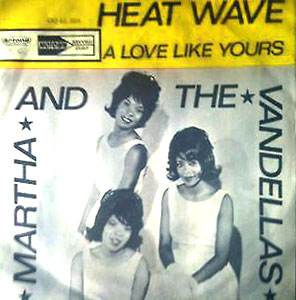 HEAT WAVE
A LOVE LIKE YOURS
AND THE★
★MARTHA★
VANDELLAS★